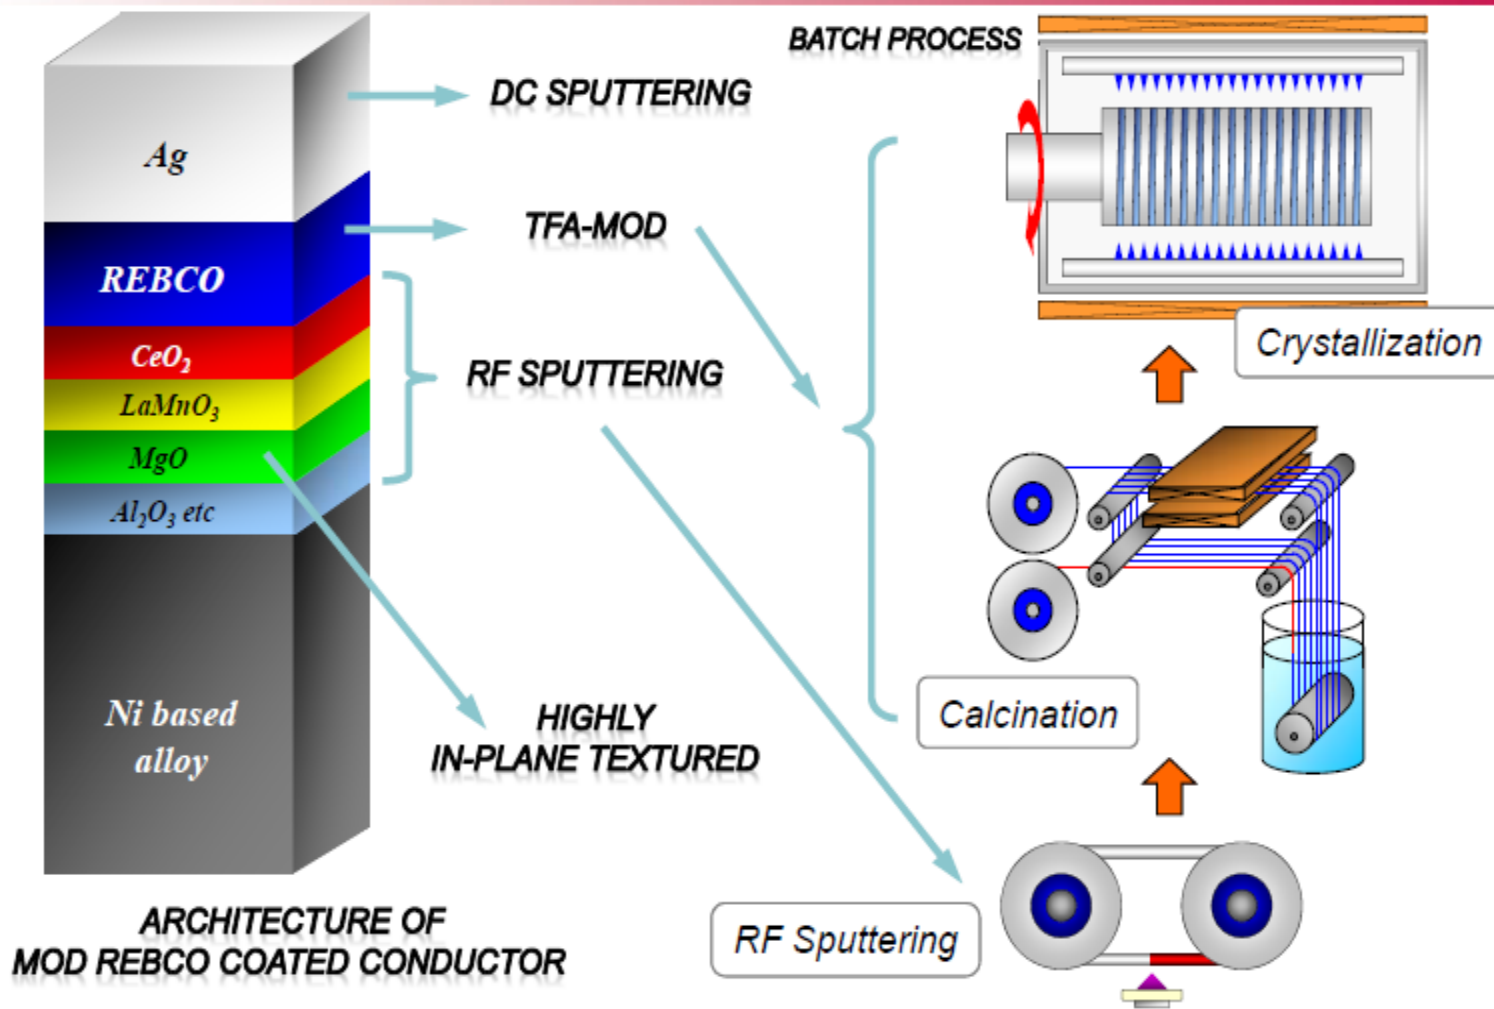 BATCH PROCESS
DC SPUTTERING
Ag
TFA-MOD
REBCO
CeO₂
LaMnO₃
MgO
Al₂O₃ etc
RF SPUTTERING
Ni based
alloy
HIGHLY
IN-PLANE TEXTURED
ARCHITECTURE OF
MOD REBCO COATED CONDUCTOR
Crystallization
Calcination
RF Sputtering